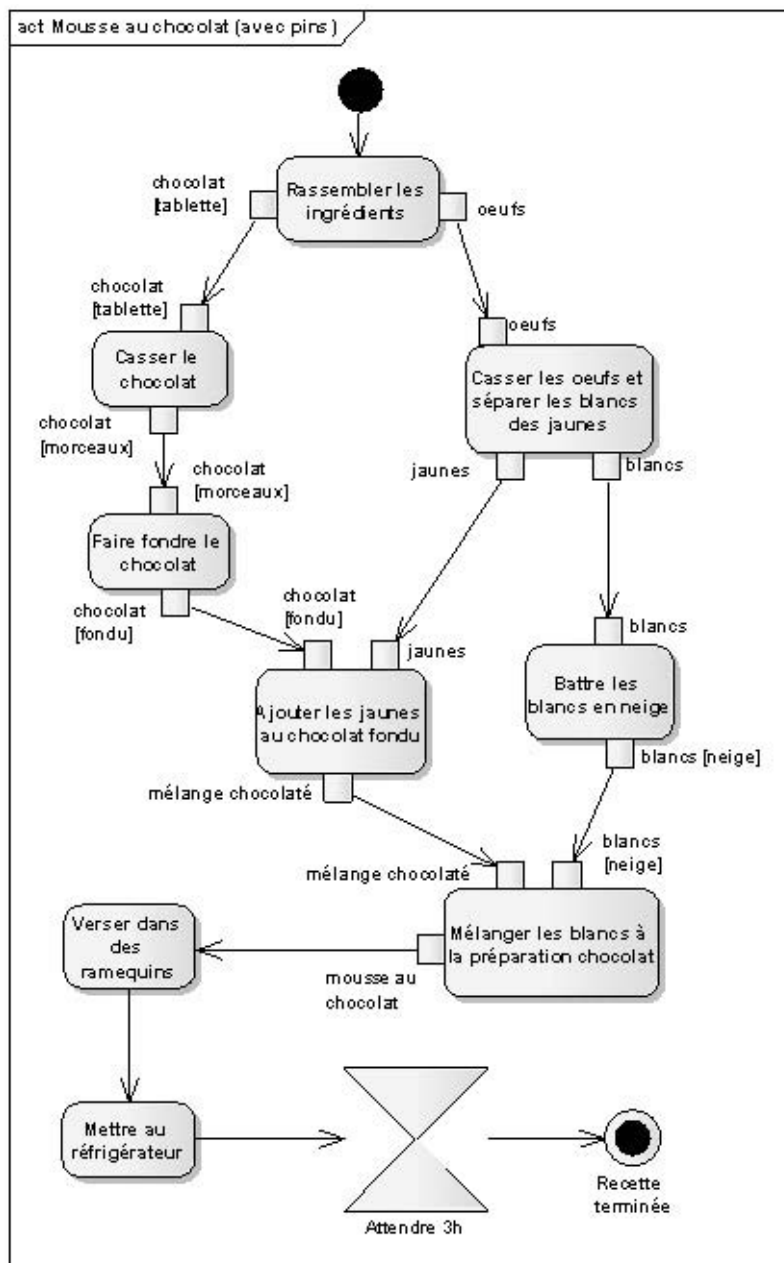 act Mousse au chocolat (avec pins)
chocolat
[tablette]
Rassembler les
ingrédients
oeufs
chocolat
[tablette]
oeufs
Casser le
chocolat
Casser les oeufs et
séparer les blancs
des jaunes
chocolat
[morceaux]
jaunes
blancs
chocolat
[morceaux]
Faire fondre le
chocolat
chocolat
[fondu]
chocolat
[fondu]
jaunes
blancs
Ajouter les jaunes
au chocolat fondu
Battre les
blancs en neige
mélange chocolaté
blancs [neige]
mélange chocolaté
blancs
[neige]
Verser dans
des
ramequins
Mélanger les blancs à
la préparation chocolat
mousse au
chocolat
Mettre au
réfrigérateur
Attendre 3h
Recette
terminée